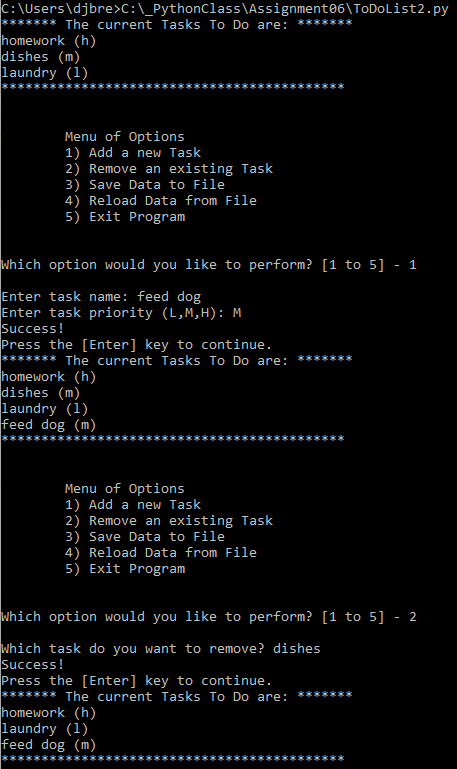 C:\Users\djbre>C:\_PythonClass\Assignment06\ToDoList2.py
******* The current Tasks To Do are: *******
homework (h)
dishes (m)
laundry (l)
*******************************************
Menu of Options
1) Add a new Task
2) Remove an existing Task
3) Save Data to File
4) Reload Data from File
5) Exit Program
Which option would you like to perform? [1 to 5] - 1
Enter task name: feed dog
Enter task priority (L,M,H): M
Success!
Press the [Enter] key to continue.
******* The current Tasks To Do are: *******
homework (h)
dishes (m)
laundry (l)
feed dog (m)
*******************************************
Menu of Options
1) Add a new Task
2) Remove an existing Task
3) Save Data to File
4) Reload Data from File
5) Exit Program
Which option would you like to perform? [1 to 5] - 2
Which task do you want to remove? dishes
Success!
Press the [Enter] key to continue.
******* The current Tasks To Do are: *******
homework (h)
laundry (l)
feed dog (m)
*******************************************